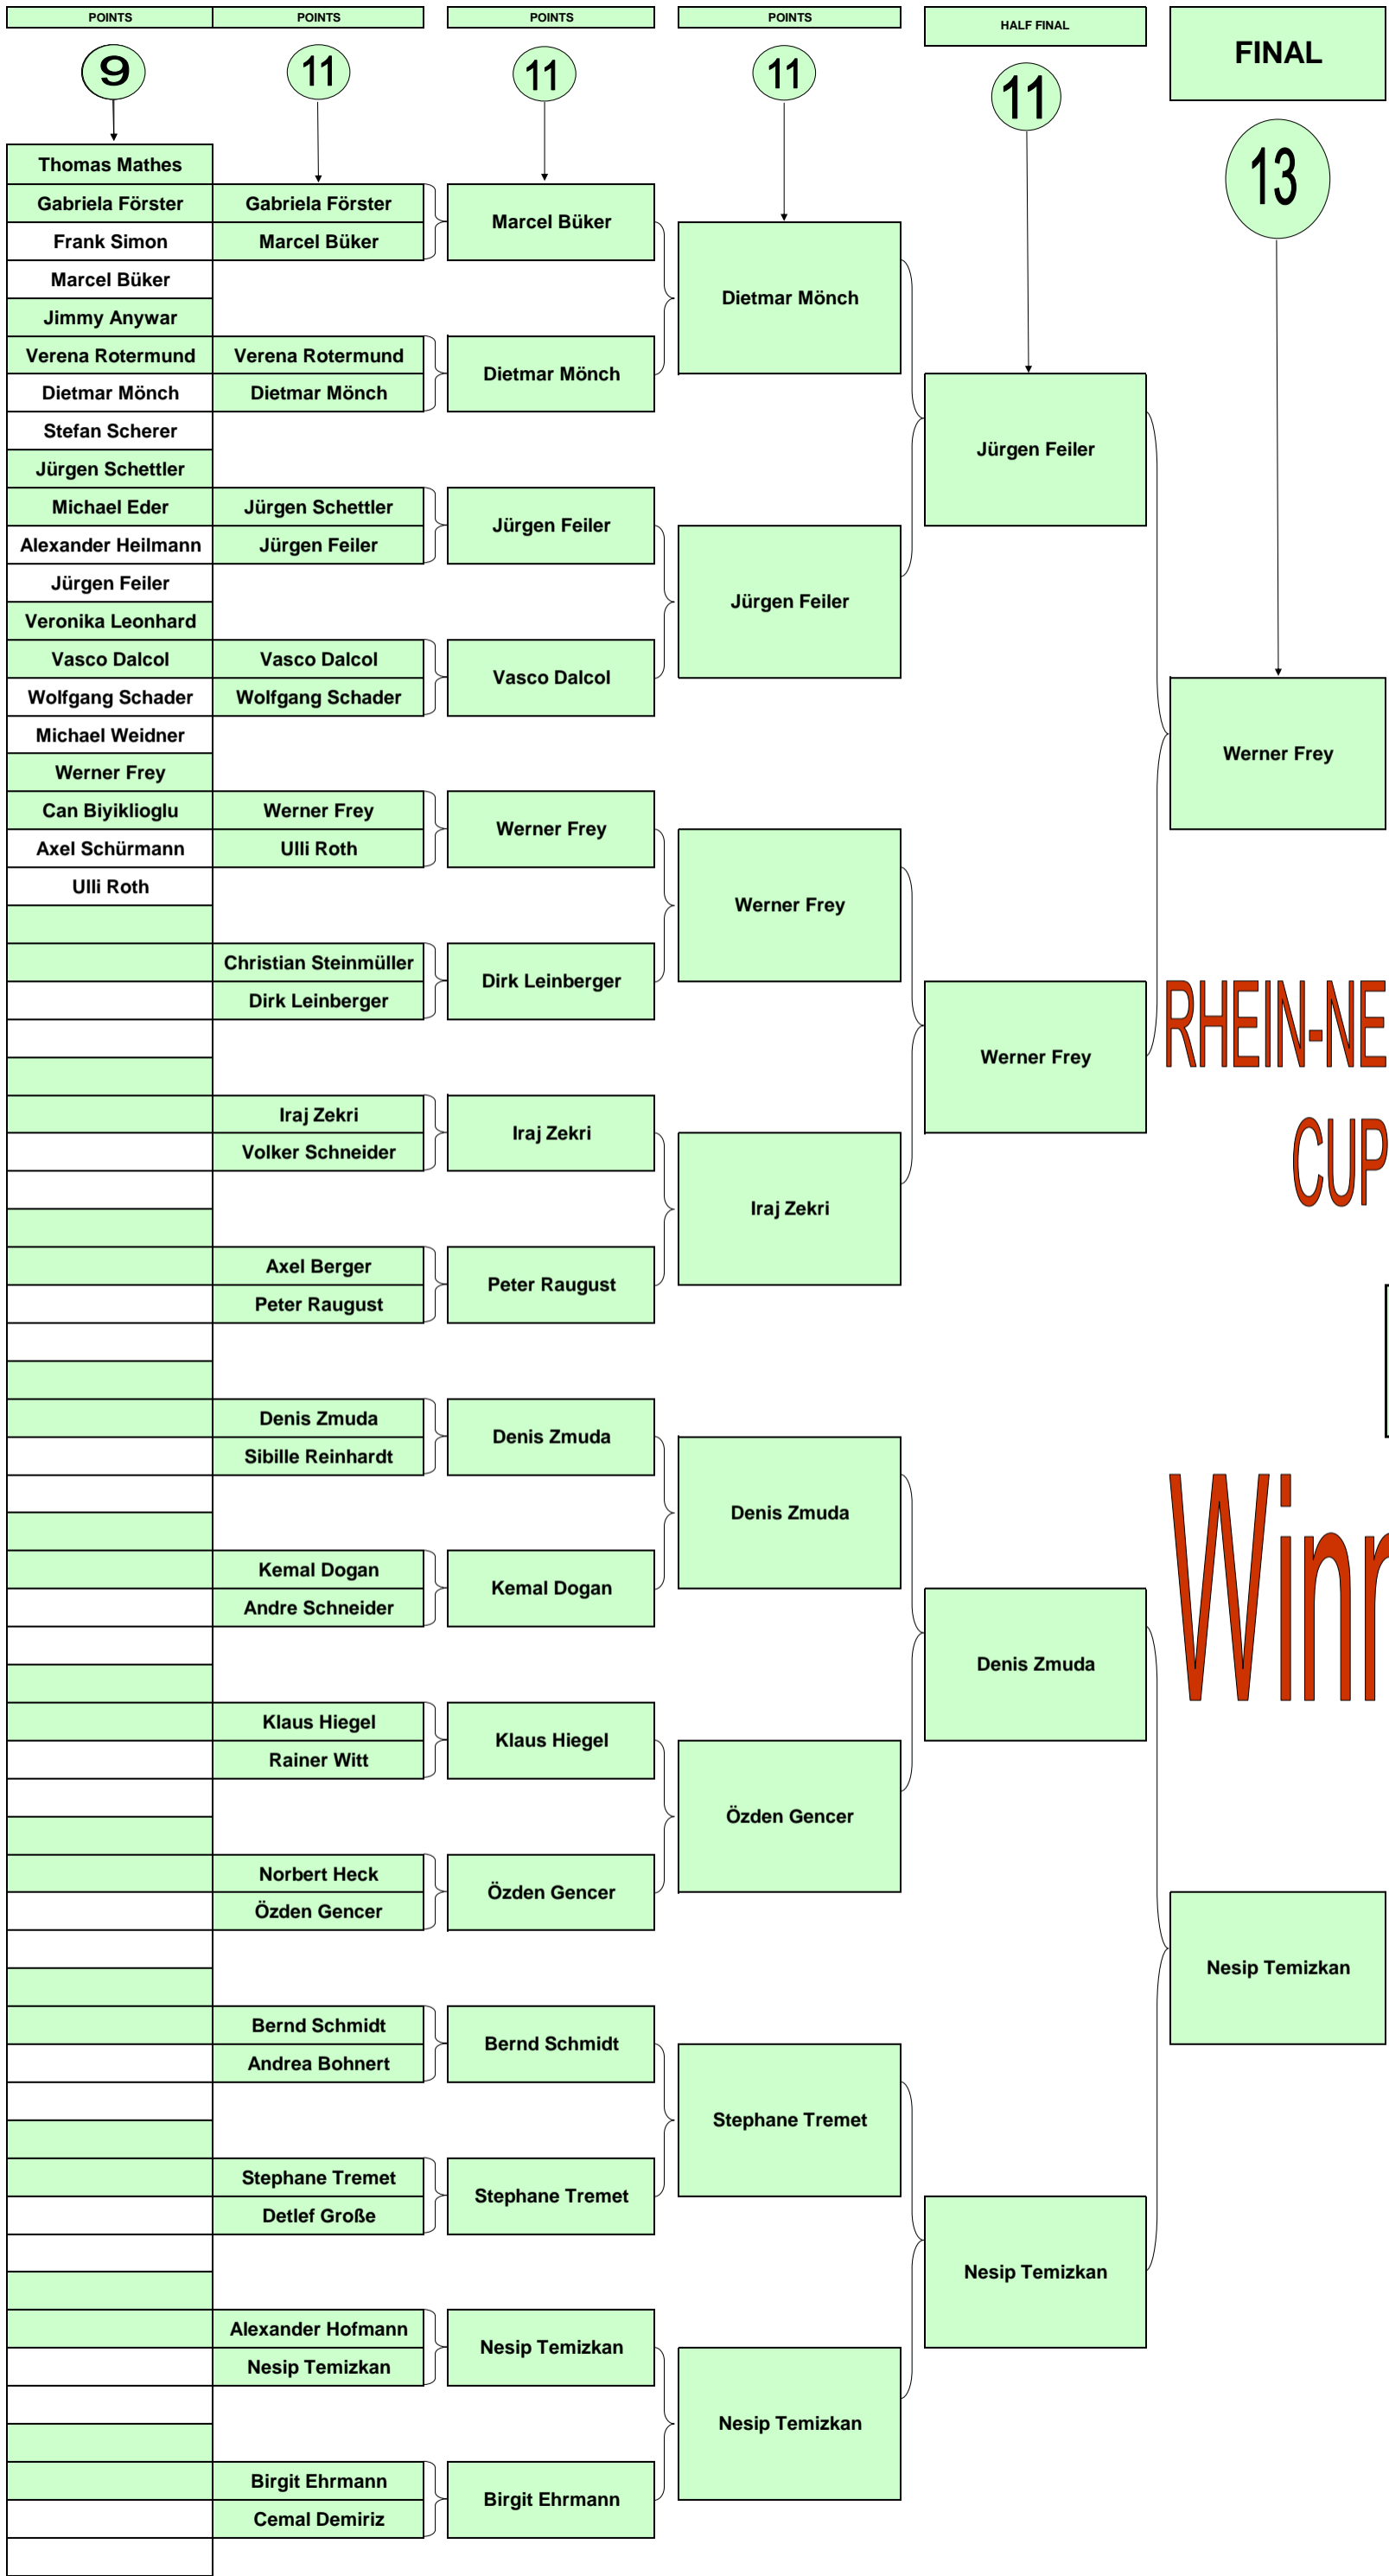 POINTS POINTS POINTS POINTS HALF FINAL FINAL
9 11 11 11 11 13
Thomas Mathes
Gabriela Förster Gabriela Förster
Marcel Büker
Frank Simon Marcel Büker
Marcel Büker
Dietmar Mönch
Jimmy Anywar
Verena Rotermund Verena Rotermund
Dietmar Mönch
Dietmar Mönch Dietmar Mönch
Stefan Scherer
Jürgen Feiler
Jürgen Schettler
Michael Eder Jürgen Schettler
Jürgen Feiler
Alexander Heilmann Jürgen Feiler
Jürgen Feiler
Jürgen Feiler
Veronika Leonhard
Vasco Dalcol Vasco Dalcol
Vasco Dalcol
Wolfgang Schader Wolfgang Schader
Michael Weidner
Werner Frey
Werner Frey
Can Biyiklioglu Werner Frey
Werner Frey
Axel Schürmann Ulli Roth
Ulli Roth
Werner Frey
Christian Steinmüller
Dirk Leinberger
Dirk Leinberger
RHEIN-NE
Werner Frey
Iraj Zekri
Iraj Zekri
Volker Schneider
CUP
Iraj Zekri
Axel Berger
Peter Raugust
Peter Raugust
Denis Zmuda
Denis Zmuda
Sibille Reinhardt
Denis Zmuda
Kemal Dogan
Kemal Dogan
Andre Schneider
Winn
Denis Zmuda
Klaus Hiegel
Klaus Hiegel
Rainer Witt
Özden Gencer
Norbert Heck
Özden Gencer
Özden Gencer
Nesip Temizkan
Bernd Schmidt
Bernd Schmidt
Andrea Bohnert
Stephane Tremet
Stephane Tremet
Stephane Tremet
Detlef Große
Nesip Temizkan
Alexander Hofmann
Nesip Temizkan
Nesip Temizkan
Nesip Temizkan
Birgit Ehrmann
Birgit Ehrmann
Cemal Demiriz